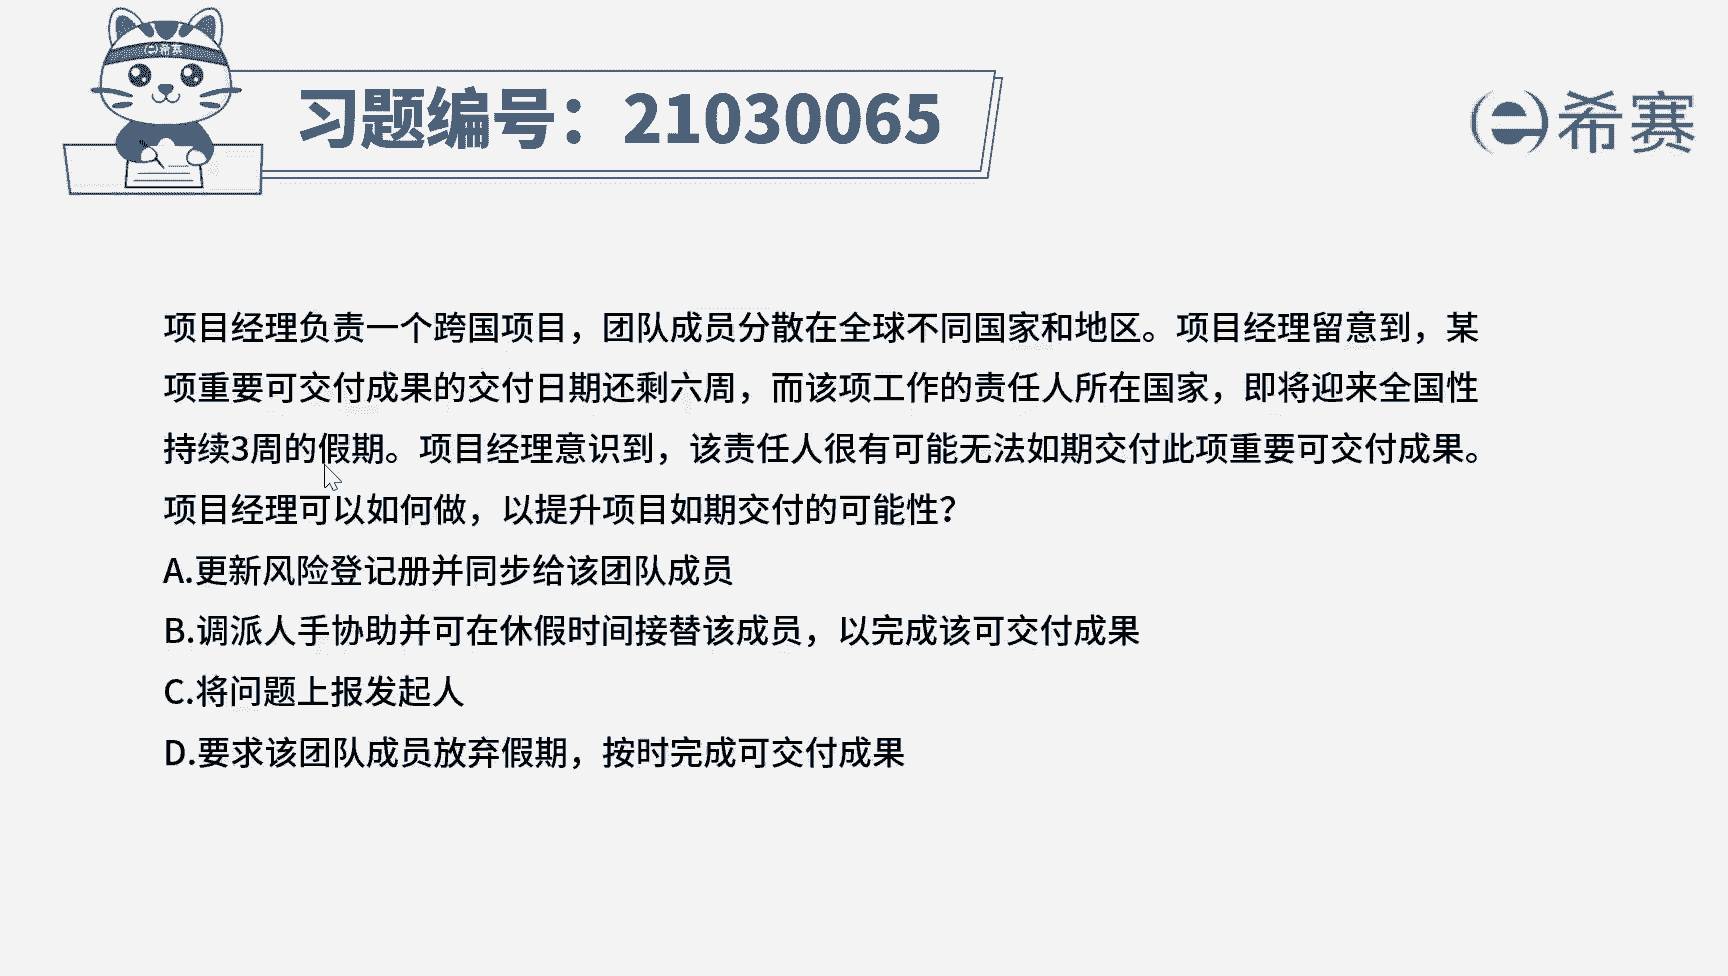 希赛
习题编号：21030065
希赛
项目经理负责一个跨国项目，团队成员分散在全球不同国家和地区。项目经理留意到，某
项重要可交付成果的交付日期还剩六周，而该项工作的责任人所在国家，即将迎来全国性
持续3周的假期。项目经理意识到，该责任人很有可能无法如期交付此项重要可交付成果。
项目经理可以如何做，以提升项目如期交付的可能性？
A.更新风险登记册并同步给该团队成员
B.调派人手协助并可在休假时间接替该成员，以完成该可交付成果
C.将问题上报发起人
D.要求该团队成员放弃假期，按时完成可交付成果